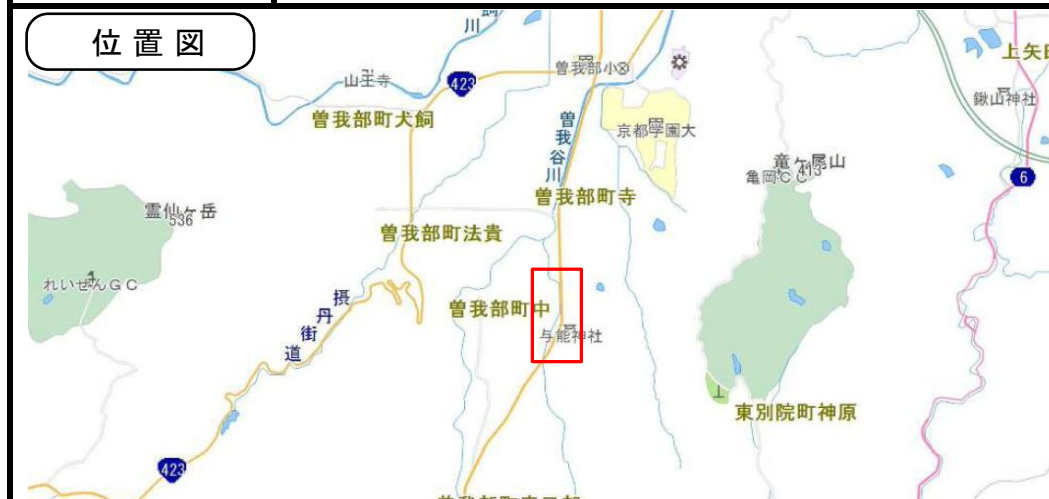 位置図
川
山王寺
423
曽我部小
上矢田
鍬山神社
曽我部町犬飼
曽我谷川
京都学園大
竜ヶ尾山
413
亀岡CC
6
曽我部町寺
霊仙ヶ岳
536
曽我部町法貴
れいせんGC
摂丹街道
曽我部町中
与能神社
東別院町神原
423